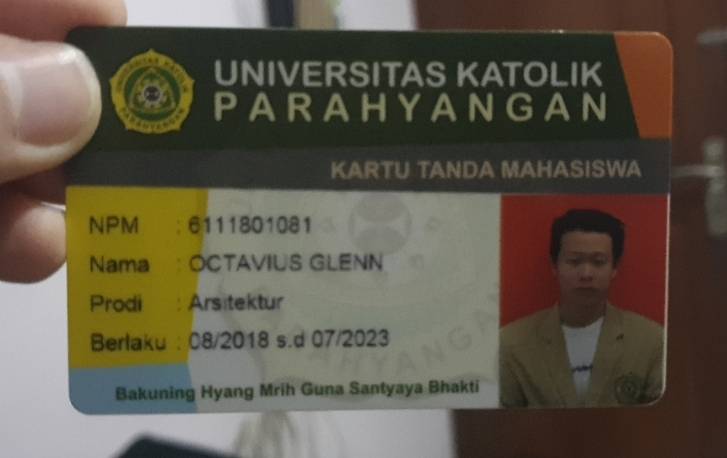 UNIVERSITAS KATOLIK
PARAHYANGAN
KARTU TANDA MAHASISWA
NPM : 6111801081
Nama : OCTAVIUS GLENN
Prodi : Arsitektur
Berlaku : 08/2018 s.d 07/2023
Bakuning Hyang Mrih Guna Santyaya Bhakti